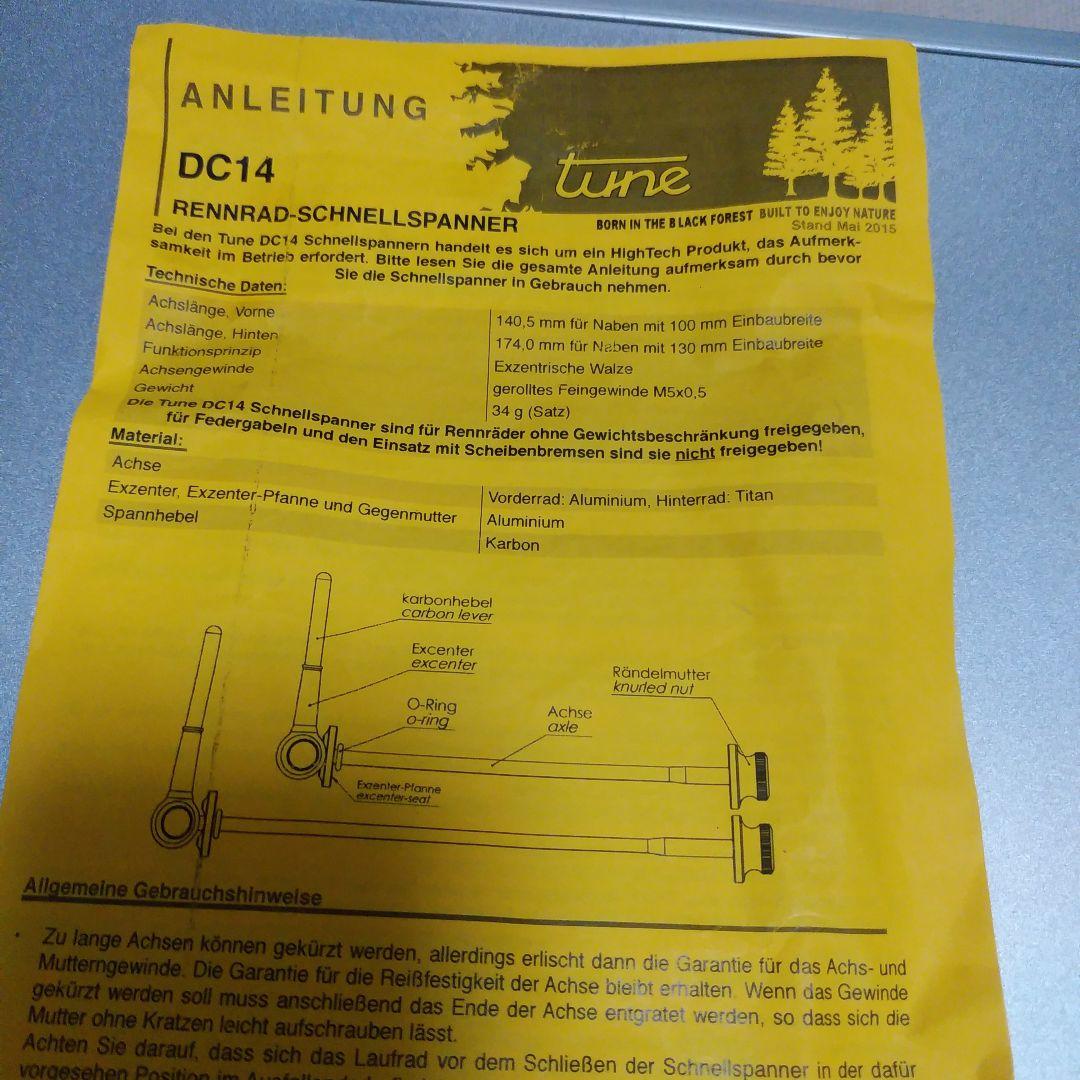 ANLEITUNG
DC14
RENNRAD-SCHNELLSPANNER
tune
BORN IN THE BLACK FOREST BUILT TO ENJOY NATURE
Stand Mai 2015
Bei den Tune DC14 Schnellspannern handelt es sich um ein HighTech Produkt, das Aufmerk-
samkeit im Betrieb erfordert. Bitte lesen Sie die gesamte Anleitung aufmerksam durch bevor
Sie die Schnellspanner in Gebrauch nehmen.
Technische Daten:
Achslänge, Vorne 140,5 mm für Naben mit 100 mm Einbaubreite
Achslänge, Hinten 174,0 mm für Naben mit 130 mm Einbaubreite
Funktionsprinzip Exzentrische Walze
Achsengewinde gerolltes Feingewinde M5x0,5
Gewicht 34 g (Satz)
Die Tune DC14 Schnellspanner sind für Rennräder ohne Gewichtsbeschränkung freigegeben,
für Federgabeln und den Einsatz mit Scheibenbremsen sind sie nicht freigegeben!
Material:
Achse Vorderrad: Aluminium, Hinterrad: Titan
Exzenter, Exzenter-Pfanne und Gegenmutter Aluminium
Spannhebel Karbon
karbonhebel
carbon lever
Excenter
excenter
Rändelmutter
knurled nut
O-Ring
o-ring
Achse
axle
Exzenter-Pfanne
excenter-seat
Allgemeine Gebrauchshinweise
· Zu lange Achsen können gekürzt werden, allerdings erlischt dann die Garantie für das Achs- und
Mutterngewinde. Die Garantie für die Reißfestigkeit der Achse bleibt erhalten. Wenn das Gewinde
gekürzt werden soll muss anschließend das Ende der Achse entgratet werden, so dass sich die
Mutter ohne Kratzen leicht aufschrauben lässt.
Achten Sie darauf, dass sich das Laufrad vor dem Schließen der Schnellspanner in der dafür
vorgesehen Position im